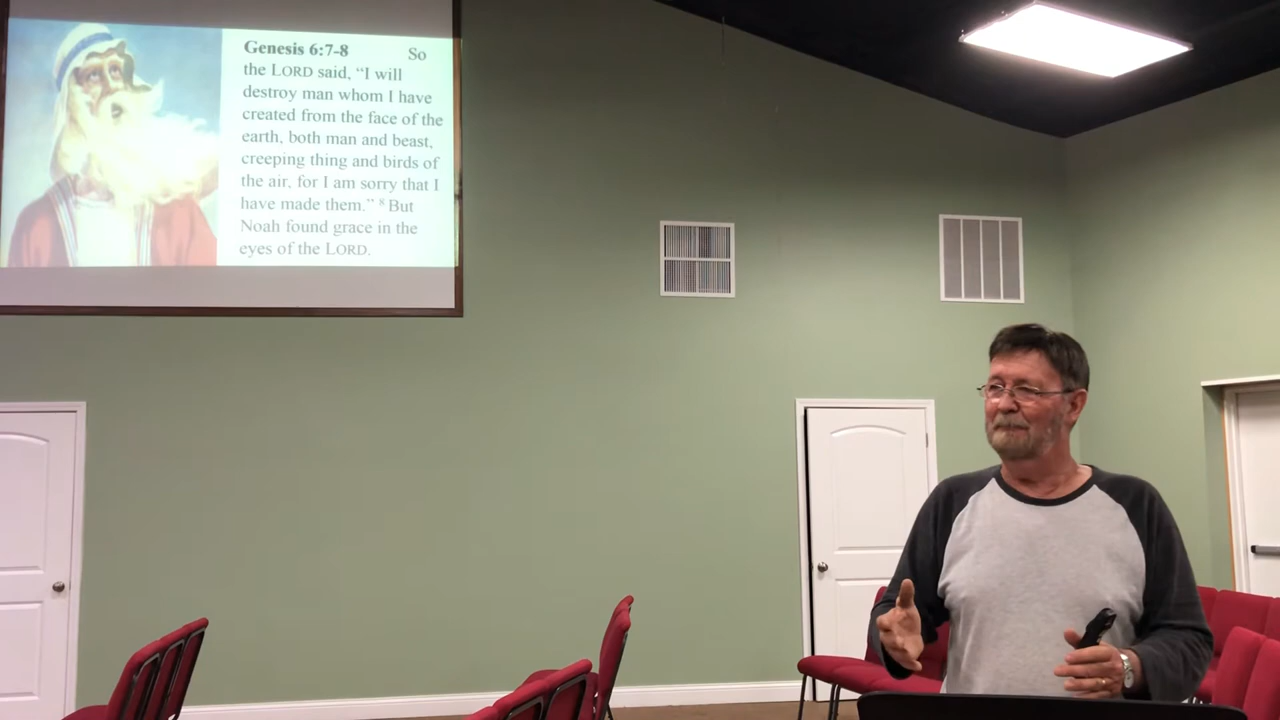 Genesis 6:7-8 So
the LORD said, “I will
destroy man whom I have
created from the face of the
earth, both man and beast,
creeping thing and birds of
the air, for I am sorry that I
have made them.” ⁸ But
Noah found grace in the
eyes of the LORD.